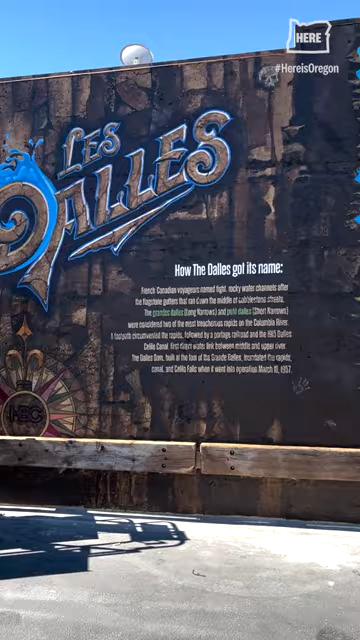 HERE
#HereisOregon
Les
Dalles
How The Dalles got its name:
French Canadian voyageurs named tight, rocky water channels after
the flagstone gutters that ran down the middle of cobblestone streets.
The grandes dalles (Long Narrows) and petit dalles (Short Narrows)
were considered two of the most treacherous rapids on the Columbia River.
A footpath circumvented the rapids, followed by a portage railroad and the 1915 Dalles
Celilo Canal, first open water link between middle and upper river.
The Dalles Dam, built at the foot of the Grande Dalles, inundated the rapids,
canal, and Celilo Falls when it went into operation March 10, 1957.
HBC